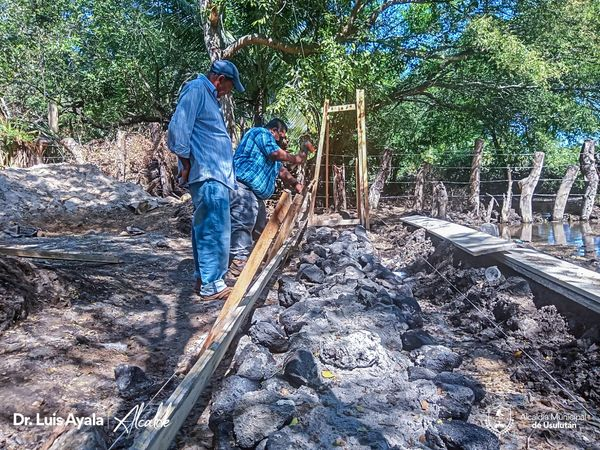 Dr. Luis Ayala Alcalde
Alcaldía Municipal
de Usulután